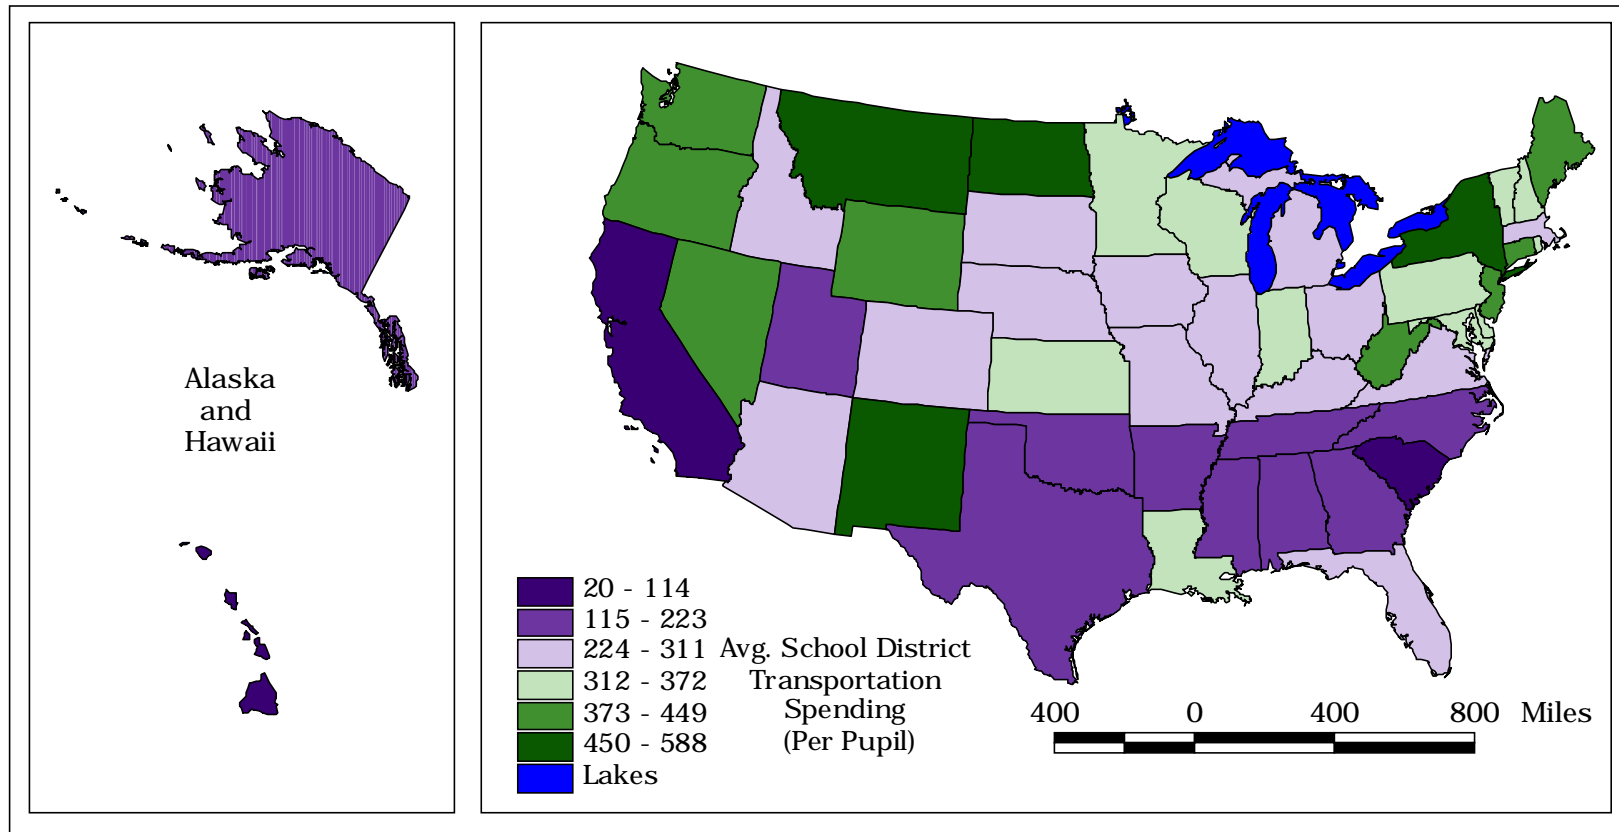 Alaska
and
Hawaii
20 - 114
115 - 223
224 - 311 Avg. School District
312 - 372 Transportation
373 - 449 Spending
450 - 588 (Per Pupil)
Lakes
400 0 400 800 Miles